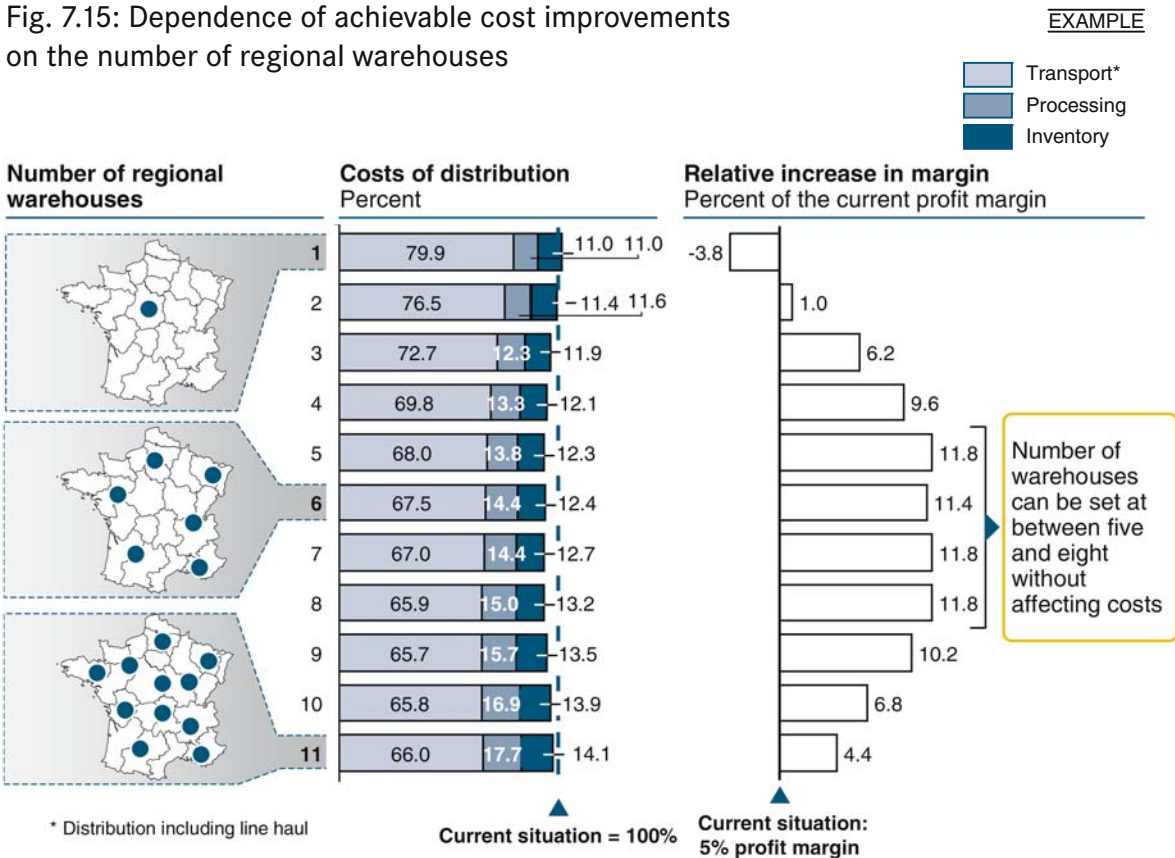 Fig. 7.15: Dependence of achievable cost improvements
on the number of regional warehouses
EXAMPLE
Transport*
Processing
Inventory
Number of regional
warehouses
Costs of distribution
Percent
Relative increase in margin
Percent of the current profit margin
1 79.9 11.0 11.0 -3.8
2 76.5 11.4 11.6 1.0
3 72.7 12.3 11.9 6.2
4 69.8 13.3 12.1 9.6
5 68.0 13.8 12.3 11.8
6 67.5 14.4 12.4 11.4
7 67.0 14.4 12.7 11.8
8 65.9 15.0 13.2 11.8
9 65.7 15.7 13.5 10.2
10 65.8 16.9 13.9 6.8
11 66.0 17.7 14.1 4.4
Number of
warehouses
can be set at
between five
and eight
without
affecting costs
* Distribution including line haul
Current situation = 100%
Current situation:
5% profit margin